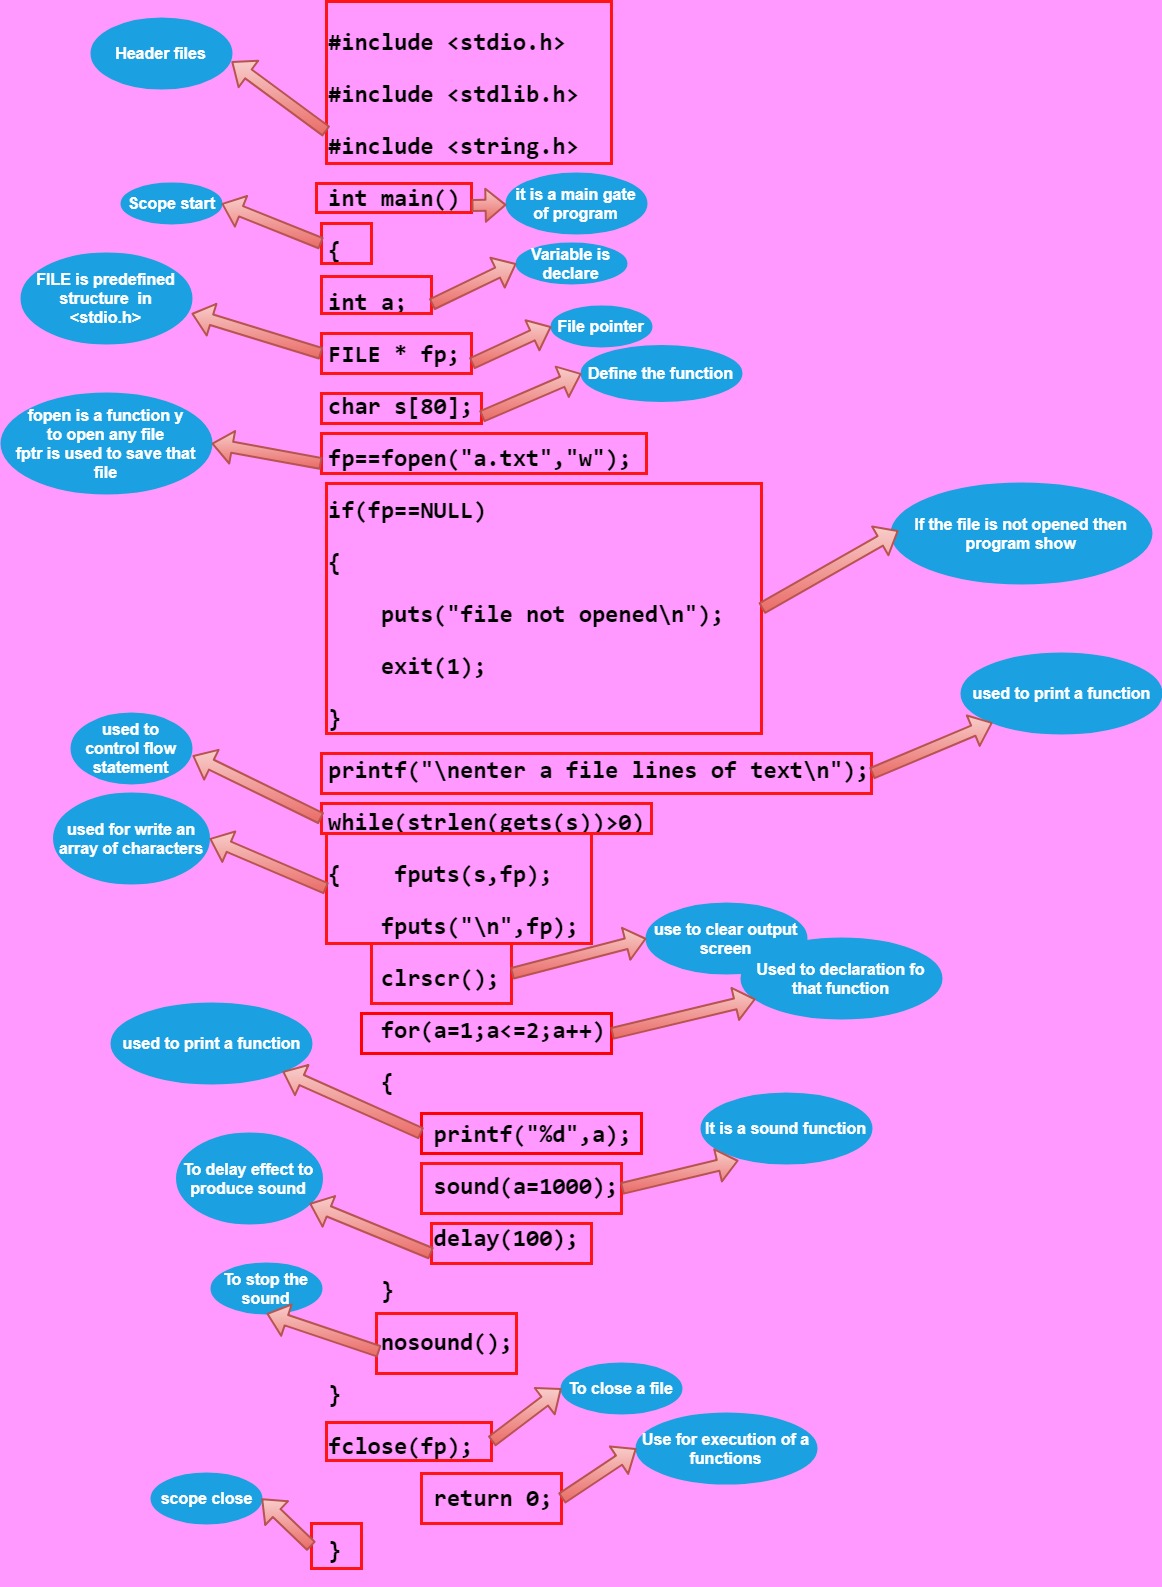 Header files
#include <stdio.h>
#include <stdlib.h>
#include <string.h>
Scope start
int main()
it is a main gate
of program
{
Variable is
declare
FILE is predefined
structure in
<stdio.h>
int a;
File pointer
FILE * fp;
Define the function
char s[80];
fopen is a function y
to open any file
fptr is used to save that
file
fp==fopen("a.txt","w");
if(fp==NULL)
{
puts("file not opened\n");
exit(1);
}
If the file is not opened then
program show
used to print a function
used to
control flow
statement
printf("\nenter a file lines of text\n");
while(strlen(gets(s))>0)
used for write an
array of characters
{    fputs(s,fp);
fputs("\n",fp);
use to clear output
screen
clrscr();
Used to declaration fo
that function
for(a=1;a<=2;a++)
used to print a function
{
printf("%d",a);
It is a sound function
To delay effect to
produce sound
sound(a=1000);
delay(100);
}
To stop the
sound
nosound();
}
To close a file
fclose(fp);
Use for execution of a
functions
return 0;
scope close
}